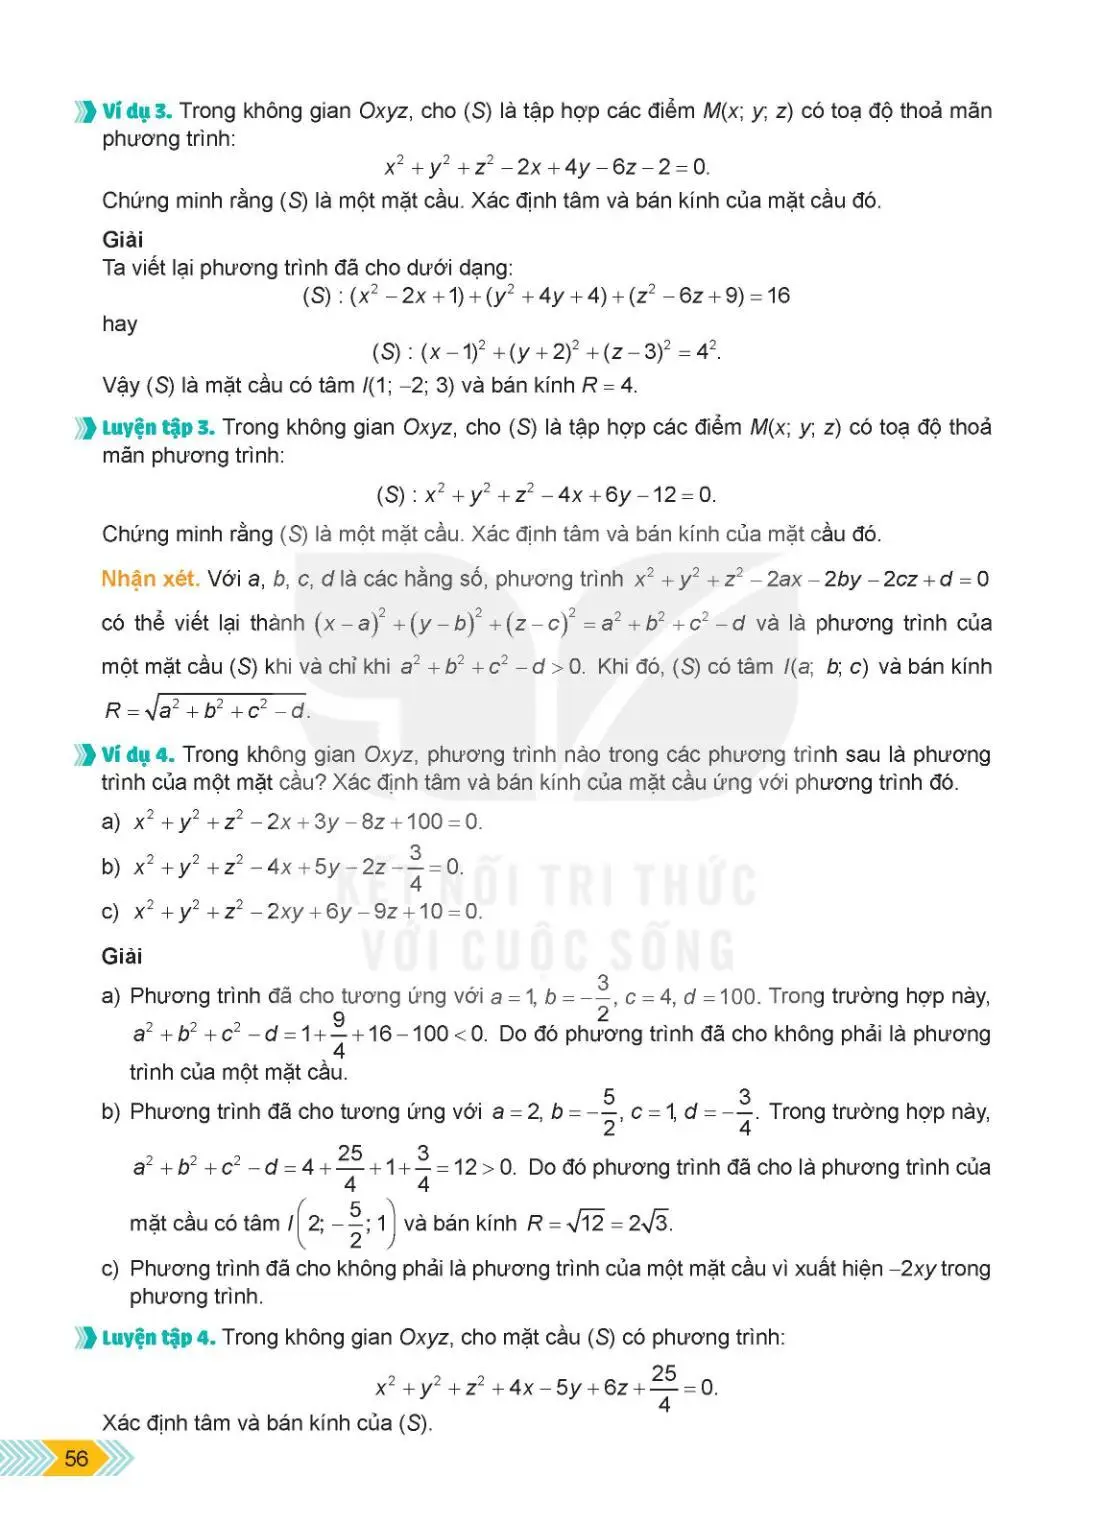 Ví dụ 3. Trong không gian Oxyz, cho (S) là tập hợp các điểm M(x; y; z) có toạ độ thoả mãn
phương trình:
x² + y² + z² − 2x + 4y − 6z − 2 = 0.
Chứng minh rằng (S) là một mặt cầu. Xác định tâm và bán kính của mặt cầu đó.
Giải
Ta viết lại phương trình đã cho dưới dạng:
(S) : (x² − 2x + 1) + (y² + 4y + 4) + (z² − 6z + 9) = 16
hay
(S) : (x − 1)² + (y + 2)² + (z − 3)² = 4².
Vậy (S) là mặt cầu có tâm I(1; −2; 3) và bán kính R = 4.
Luyện tập 3. Trong không gian Oxyz, cho (S) là tập hợp các điểm M(x; y; z) có toạ độ thoả
mãn phương trình:
(S) : x² + y² + z² − 4x + 6y − 12 = 0.
Chứng minh rằng (S) là một mặt cầu. Xác định tâm và bán kính của mặt cầu đó.
Nhận xét. Với a, b, c, d là các hằng số, phương trình x² + y² + z² − 2ax − 2by − 2cz + d = 0
có thể viết lại thành (x − a)² + (y − b)² + (z − c)² = a² + b² + c² − d và là phương trình của
một mặt cầu (S) khi và chỉ khi a² + b² + c² − d > 0. Khi đó, (S) có tâm I(a; b; c) và bán kính
R = √(a² + b² + c² − d).
Ví dụ 4. Trong không gian Oxyz, phương trình nào trong các phương trình sau là phương
trình của một mặt cầu? Xác định tâm và bán kính của mặt cầu ứng với phương trình đó.
a) x² + y² + z² − 2x + 3y − 8z + 100 = 0.
b) x² + y² + z² − 4x + 5y − 2z − 3/4 = 0.
c) x² + y² + z² − 2xy + 6y − 9z + 10 = 0.
KẾT NỐI TRI THỨC
VỚI CUỘC SỐNG
Giải
a) Phương trình đã cho tương ứng với a = 1, b = −3/2, c = 4, d = 100. Trong trường hợp này,
a² + b² + c² − d = 1 + 9/4 + 16 − 100 < 0. Do đó phương trình đã cho không phải là phương
trình của một mặt cầu.
b) Phương trình đã cho tương ứng với a = 2, b = −5/2, c = 1, d = −3/4. Trong trường hợp này,
a² + b² + c² − d = 4 + 25/4 + 1 + 3/4 = 12 > 0. Do đó phương trình đã cho là phương trình của
mặt cầu có tâm I(2; −5/2; 1) và bán kính R = √12 = 2√3.
c) Phương trình đã cho không phải là phương trình của một mặt cầu vì xuất hiện −2xy trong
phương trình.
Luyện tập 4. Trong không gian Oxyz, cho mặt cầu (S) có phương trình:
x² + y² + z² + 4x − 5y + 6z + 25/4 = 0.
Xác định tâm và bán kính của (S).
56